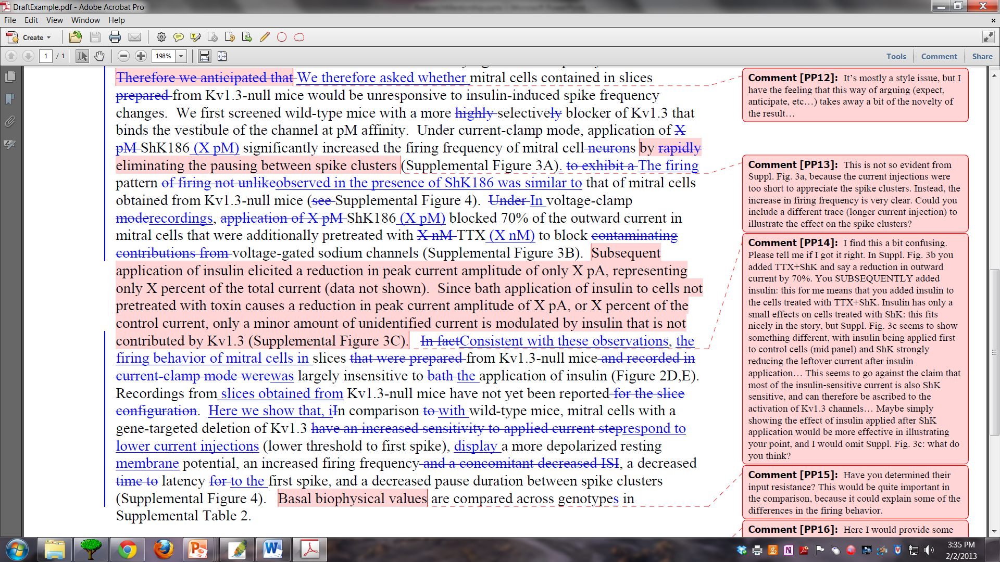 DraftExample.pdf - Adobe Acrobat Pro
File Edit View Window Help
Create
1 / 1 198% Tools Comment Share
Therefore we anticipated that We therefore asked whether mitral cells contained in slices
prepared from Kv1.3-null mice would be unresponsive to insulin-induced spike frequency
changes. We first screened wild-type mice with a more highly selectively blocker of Kv1.3 that
binds the vestibule of the channel at pM affinity. Under current-clamp mode, application of X
pM ShK186 (X pM) significantly increased the firing frequency of mitral cell neurons by rapidly
eliminating the pausing between spike clusters (Supplemental Figure 3A). to exhibit a The firing
pattern of firing not unlikeobserved in the presence of ShK186 was similar to that of mitral cells
obtained from Kv1.3-null mice (see Supplemental Figure 4). Under In voltage-clamp
moderecordings, application of X pM ShK186 (X pM) blocked 70% of the outward current in
mitral cells that were additionally pretreated with X nM TTX (X nM) to block contaminating
contributions from voltage-gated sodium channels (Supplemental Figure 3B). Subsequent
application of insulin elicited a reduction in peak current amplitude of only X pA, representing
only X percent of the total current (data not shown). Since bath application of insulin to cells not
pretreated with toxin causes a reduction in peak current amplitude of X pA, or X percent of the
control current, only a minor amount of unidentified current is modulated by insulin that is not
contributed by Kv1.3 (Supplemental Figure 3C). In factConsistent with these observations, the
firing behavior of mitral cells in slices that were prepared from Kv1.3-null mice and recorded in
current-clamp mode werewas largely insensitive to bath the application of insulin (Figure 2D,E).
Recordings from slices obtained from Kv1.3-null mice have not yet been reported for the slice
configuration. Here we show that, iIn comparison to with wild-type mice, mitral cells with a
gene-targeted deletion of Kv1.3 have an increased sensitivity to applied current steprespond to
lower current injections (lower threshold to first spike), display a more depolarized resting
membrane potential, an increased firing frequency and a concomitant decreased ISI, a decreased
time to latency for to the first spike, and a decreased pause duration between spike clusters
(Supplemental Figure 4). Basal biophysical values are compared across genotypes in
Supplemental Table 2.
Comment [PP12]: It's mostly a style issue, but I
have the feeling that this way of arguing (expect,
anticipate, etc…) takes away a bit of the novelty of
the result…
Comment [PP13]: This is not so evident from
Suppl. Fig. 3a, because the current injections were
too short to appreciate the spike clusters. Instead, the
increase in firing frequency is very clear. Could you
include a different trace (longer current injection) to
illustrate the effect on the spike clusters?
Comment [PP14]: I find this a bit confusing.
Please tell me if I got it right. In Suppl. Fig. 3b you
added TTX+ShK and say a reduction in outward
current by 70%. You SUBSEQUENTLY added
insulin: this for me means that you added insulin to
the cells treated with TTX+ShK. Insulin has only a
small effects on cells treated with ShK: this fits
nicely in the story, but Suppl. Fig. 3c seems to show
something different, with insulin being applied first
to control cells (mid panel) and ShK strongly
reducing the leftover current after insulin
application… This seems to go against the claim that
most of the insulin-sensitive current is also ShK
sensitive, and can therefore be ascribed to the
activation of Kv1.3 channels… Maybe simply
showing the effect of insulin applied after ShK
application would be more effective in illustrating
your point, and I would omit Suppl. Fig. 3c: what do
you think?
Comment [PP15]: Have you determined their
input resistance? This would be quite important in
the comparison, because it could explain some of the
differences in the firing behavior.
Comment [PP16]: Here I would provide some
3:35 PM
2/2/2013